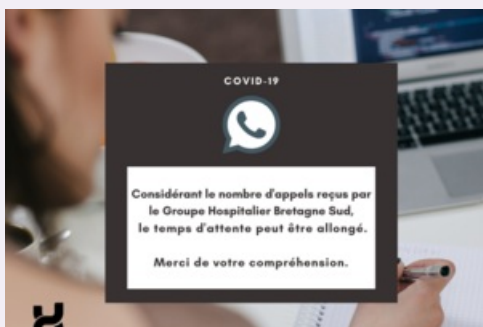 COVID-19
Considérant le nombre d'appels reçus par
le Groupe Hospitalier Bretagne Sud,
le temps d'attente peut être allongé.
Merci de votre compréhension.